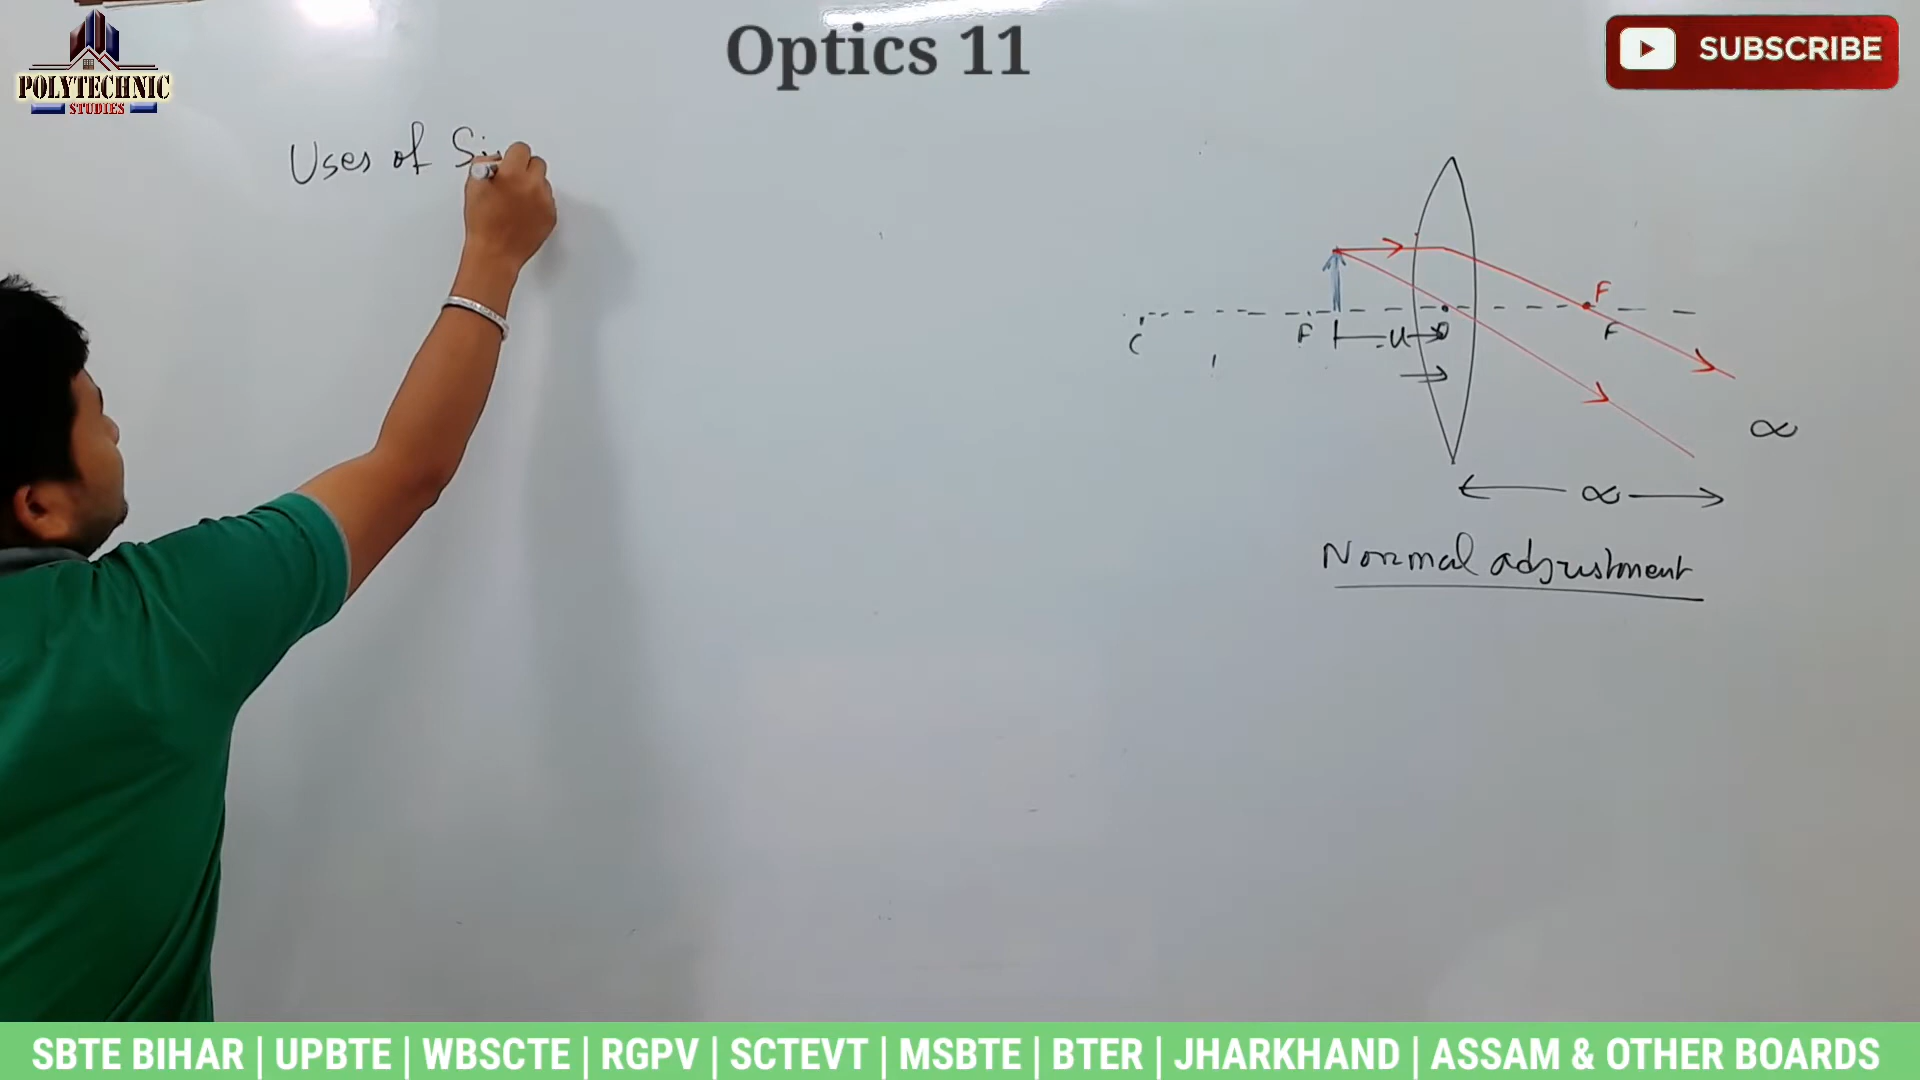 POLYTECHNIC
STUDIES
Optics 11
SUBSCRIBE
Uses of Si
F
C
F
u
O
F
∞
∞
Normal adjustment
SBTE BIHAR | UPBTE | WBSCTE | RGPV | SCTEVT | MSBTE | BTER | JHARKHAND | ASSAM & OTHER BOARDS